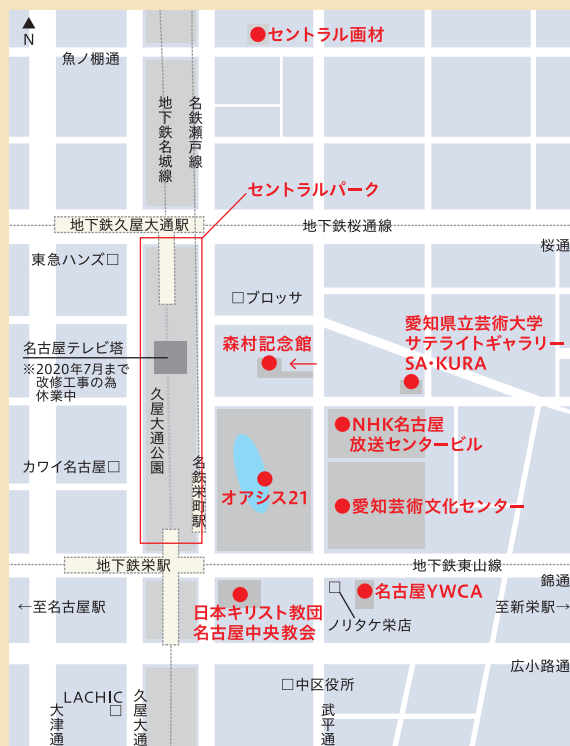 N
セントラル画材
魚ノ棚通
地下鉄名城線
名鉄瀬戸線
セントラルパーク
地下鉄久屋大通駅
地下鉄桜通線
桜通
東急ハンズ□
□ブロッサ
名古屋テレビ塔
※2020年7月まで
改修工事の為
休業中
森村記念館
←
愛知県立芸術大学
サテライトギャラリー
SA・KURA
久屋大通公園
NHK名古屋
放送センタービル
カワイ名古屋□
名鉄栄町駅
オアシス21
愛知芸術文化センター
地下鉄栄駅
地下鉄東山線
錦通
←至名古屋駅
日本キリスト教団
名古屋中央教会
名古屋YWCA
ノリタケ栄店
至新栄駅→
広小路通
LACHIC
□中区役所
大津通
久屋大通
武平通